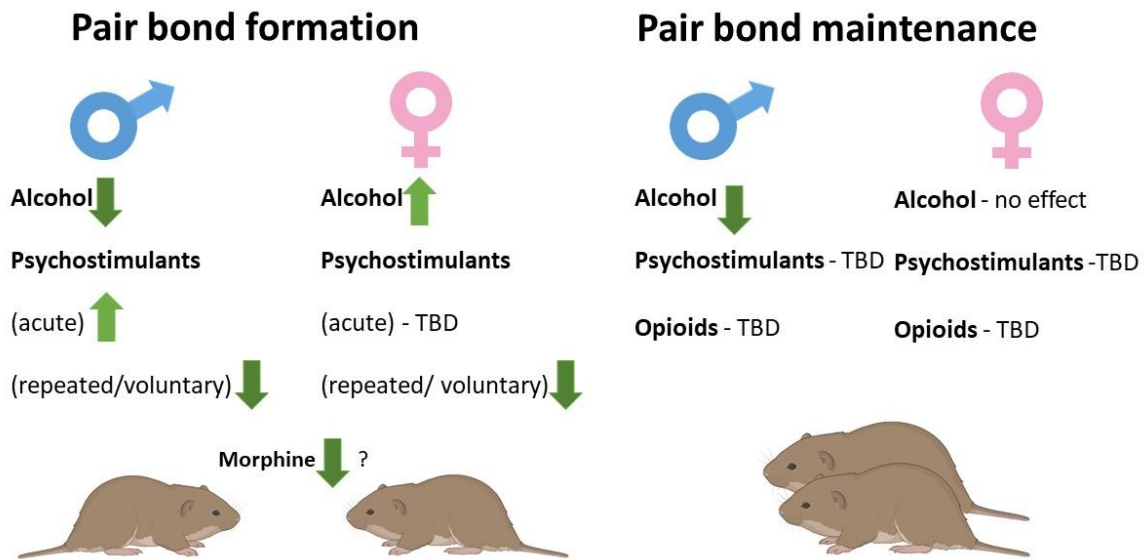 Pair bond formation
Alcohol
Psychostimulants
(acute)
(repeated/voluntary)
Alcohol
Psychostimulants
(acute) - TBD
(repeated/ voluntary)
Morphine ?
Pair bond maintenance
Alcohol
Psychostimulants - TBD
Opioids - TBD
Alcohol - no effect
Psychostimulants -TBD
Opioids - TBD